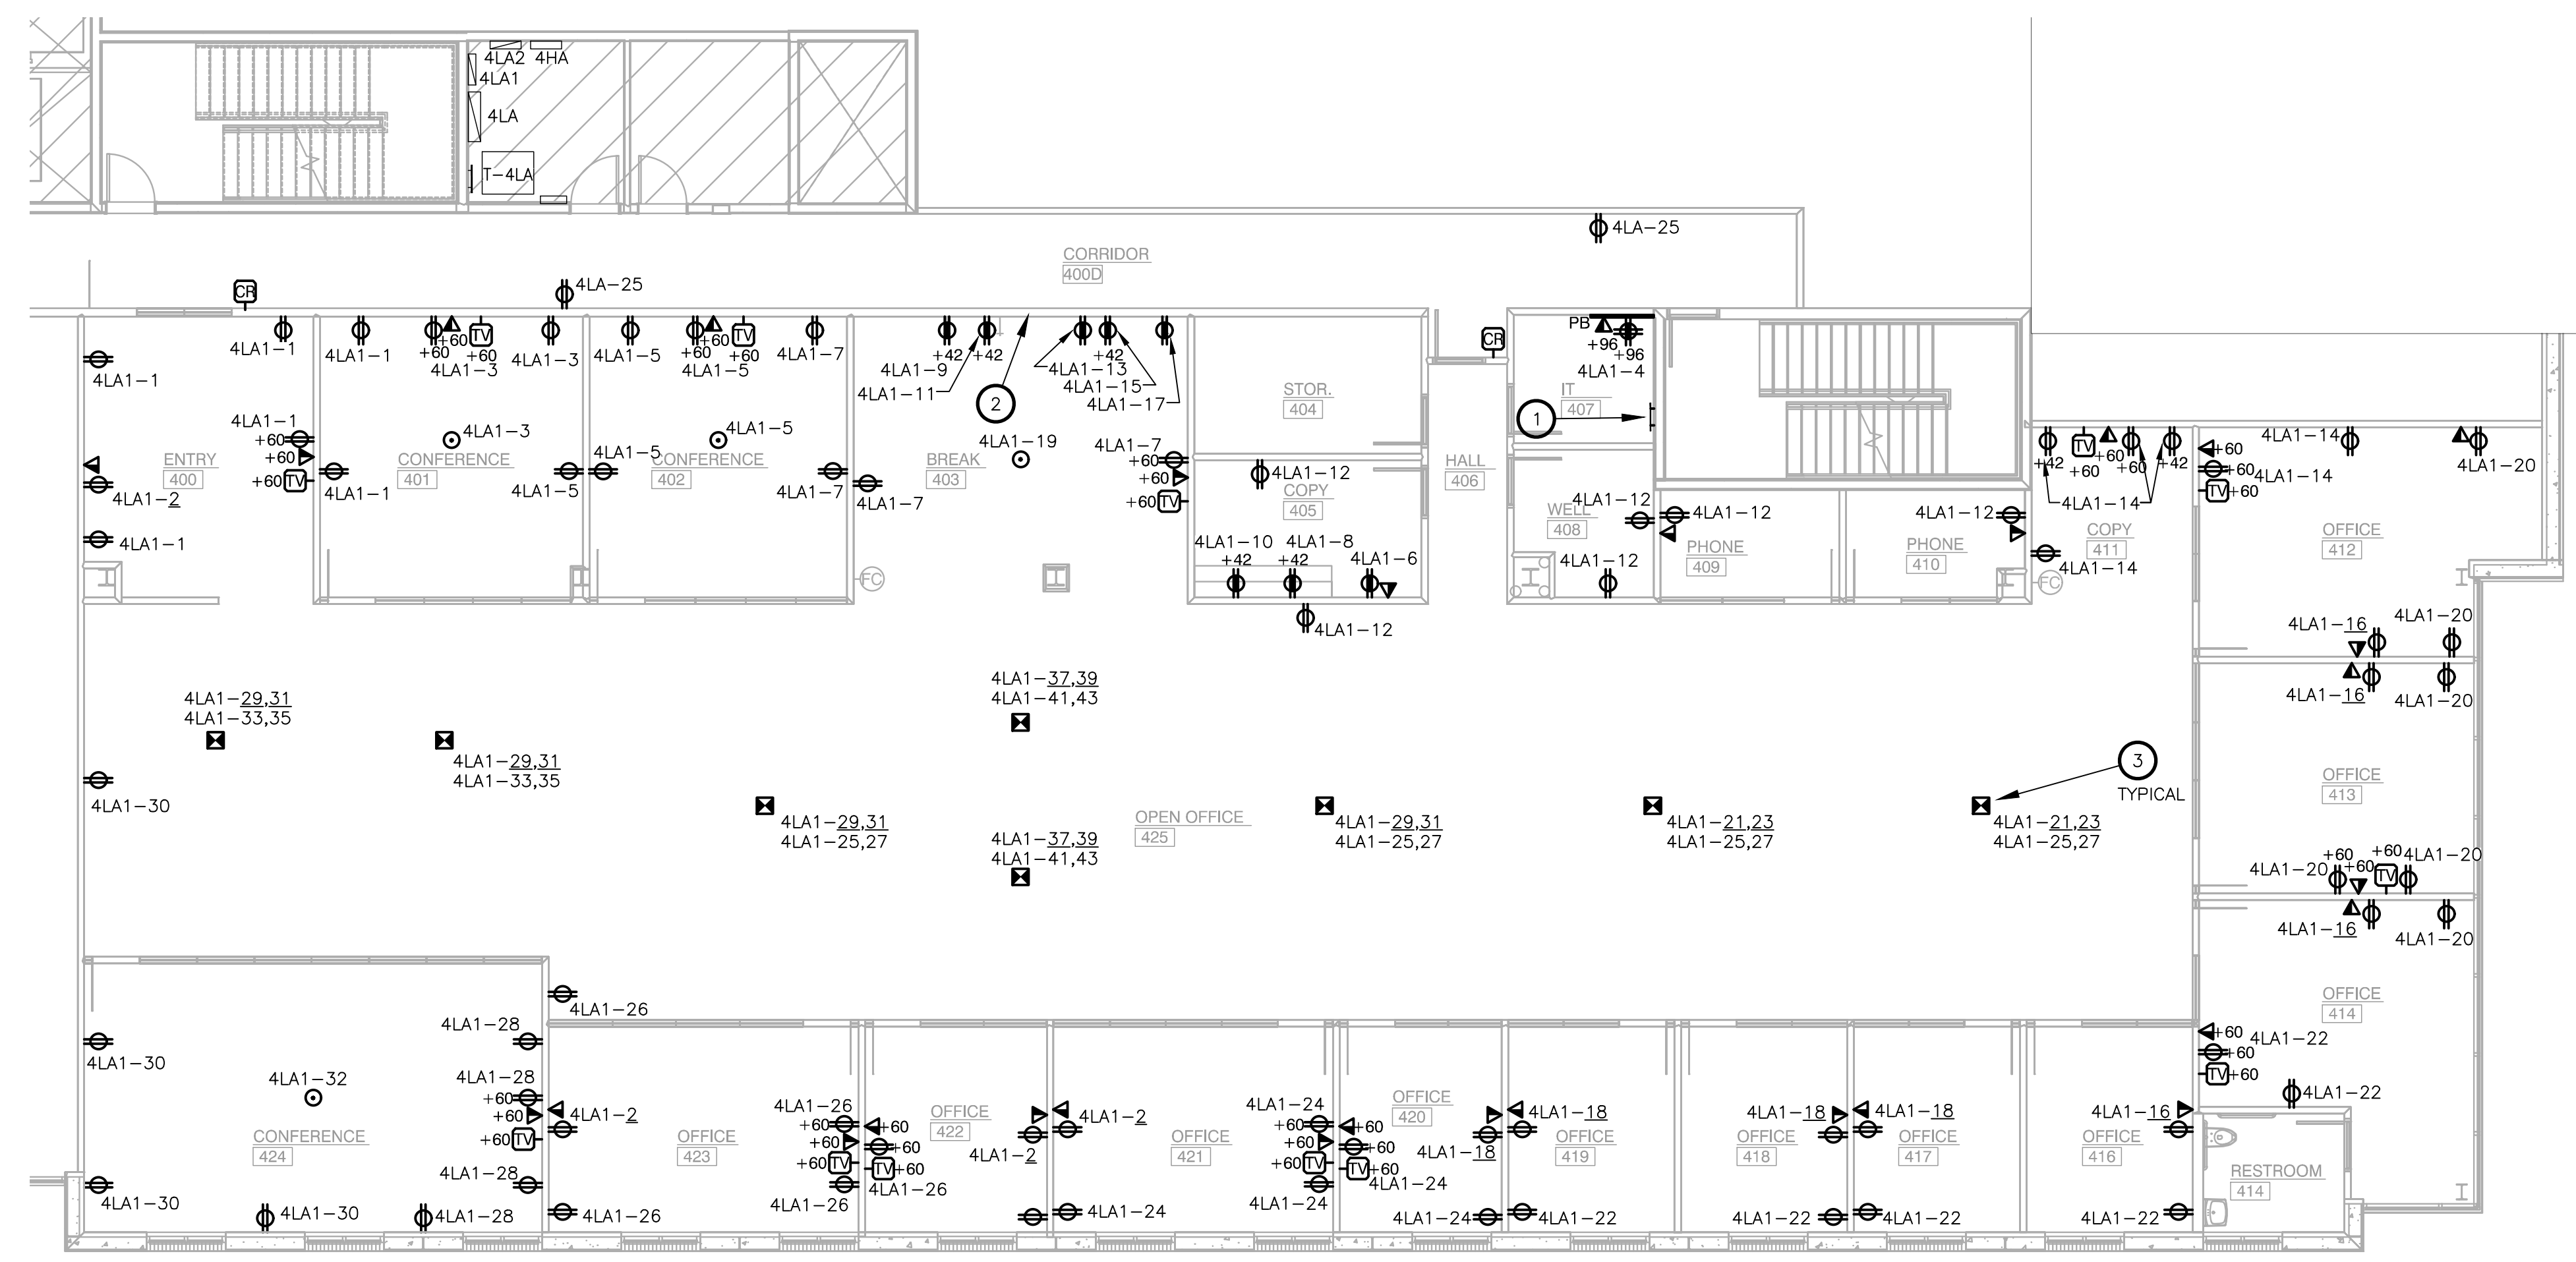 4LA2
4HA
4LA1
4LA
T-4LA
CORRIDOR
400D
4LA-25
4LA-25
CR
CR
4LA1-1
4LA1-1
4LA1-1
+60
TV
+60
4LA1-3
4LA1-3
4LA1-5
+60
TV
+60
+60
4LA1-5
4LA1-7
+42
+42
4LA1-9
4LA1-11
2
+42
4LA1-13
4LA1-15
4LA1-17
PB
+96
+96
4LA1-4
IT
407
1
STOR.
404
4LA1-1
+60
+60
+60
TV
4LA1-2
4LA1-1
ENTRY
400
4LA1-3
CONFERENCE
401
4LA1-1
4LA1-5
4LA1-5
4LA1-5
CONFERENCE
402
4LA1-7
4LA1-7
4LA1-19
BREAK
403
4LA1-7
+60
+60
+60
TV
4LA1-12
COPY
405
4LA1-10
4LA1-8
4LA1-6
+42
+42
4LA1-12
HALL
406
4LA1-12
WELL
408
4LA1-12
4LA1-12
PHONE
409
4LA1-12
PHONE
410
+42
TV
+60
+60
+60
+42
4LA1-14
COPY
411
4LA1-14
FC
FC
4LA1-14
+60
+60
TV
+60
4LA1-14
4LA1-20
OFFICE
412
4LA1-16
4LA1-20
4LA1-16
4LA1-20
OFFICE
413
+60
+60
+60
TV
4LA1-20
4LA1-20
4LA1-16
4LA1-20
OFFICE
414
+60
+60
TV
+60
4LA1-22
4LA1-22
RESTROOM
414
4LA1-29,31
4LA1-33,35
4LA1-29,31
4LA1-33,35
4LA1-37,39
4LA1-41,43
4LA1-29,31
4LA1-25,27
4LA1-37,39
4LA1-41,43
OPEN OFFICE
425
4LA1-29,31
4LA1-25,27
4LA1-21,23
4LA1-25,27
4LA1-21,23
4LA1-25,27
3
TYPICAL
4LA1-30
4LA1-26
4LA1-30
4LA1-28
4LA1-32
CONFERENCE
424
4LA1-28
+60
+60
+60
TV
4LA1-28
4LA1-30
4LA1-30
4LA1-28
4LA1-2
OFFICE
423
4LA1-26
4LA1-26
+60
+60
+60
TV
4LA1-26
+60
+60
TV
+60
4LA1-26
OFFICE
422
4LA1-2
4LA1-2
OFFICE
421
4LA1-24
4LA1-24
+60
+60
+60
TV
4LA1-24
+60
+60
TV
+60
4LA1-24
OFFICE
420
4LA1-18
4LA1-24
4LA1-18
OFFICE
419
4LA1-22
4LA1-18
OFFICE
418
4LA1-22
4LA1-18
OFFICE
417
4LA1-22
4LA1-16
OFFICE
416
4LA1-22